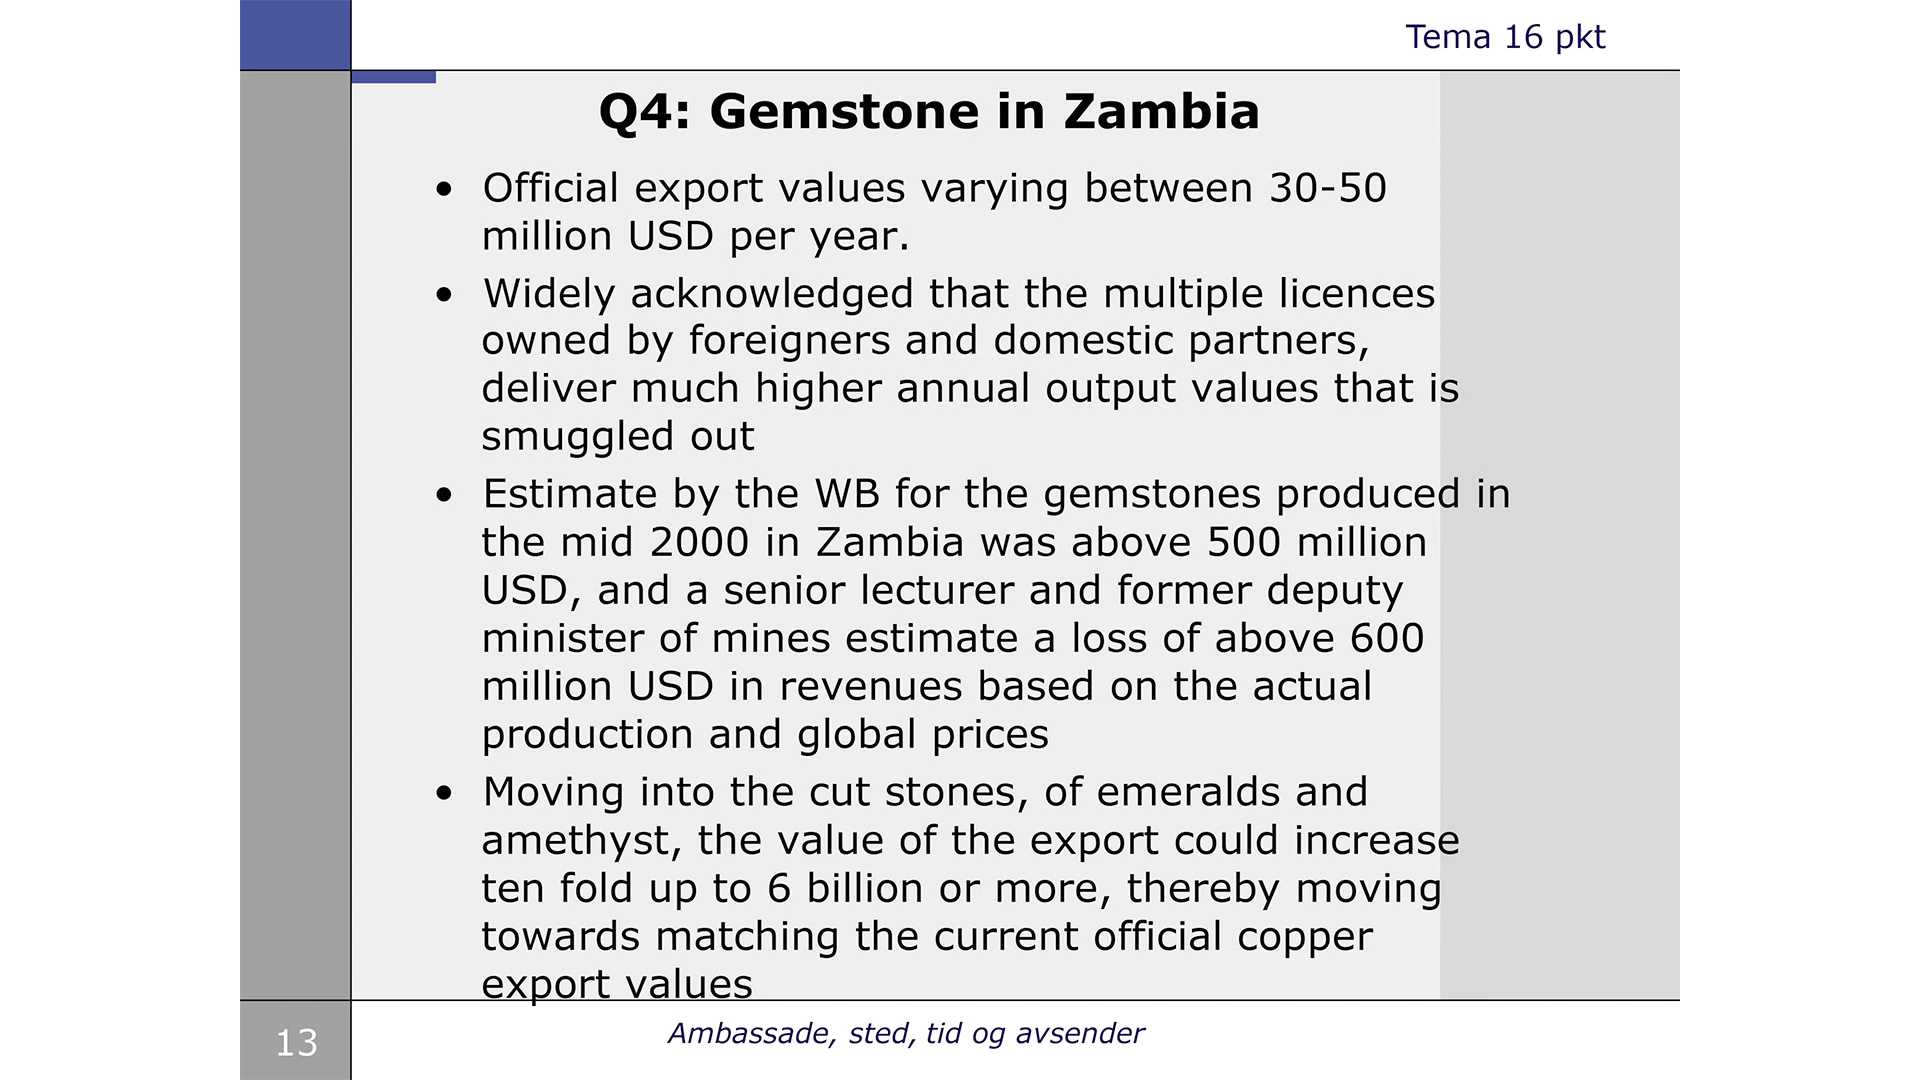 Tema 16 pkt
Q4: Gemstone in Zambia
• Official export values varying between 30-50
million USD per year.
• Widely acknowledged that the multiple licences
owned by foreigners and domestic partners,
deliver much higher annual output values that is
smuggled out
• Estimate by the WB for the gemstones produced in
the mid 2000 in Zambia was above 500 million
USD, and a senior lecturer and former deputy
minister of mines estimate a loss of above 600
million USD in revenues based on the actual
production and global prices
• Moving into the cut stones, of emeralds and
amethyst, the value of the export could increase
ten fold up to 6 billion or more, thereby moving
towards matching the current official copper
export values
13
Ambassade, sted, tid og avsender